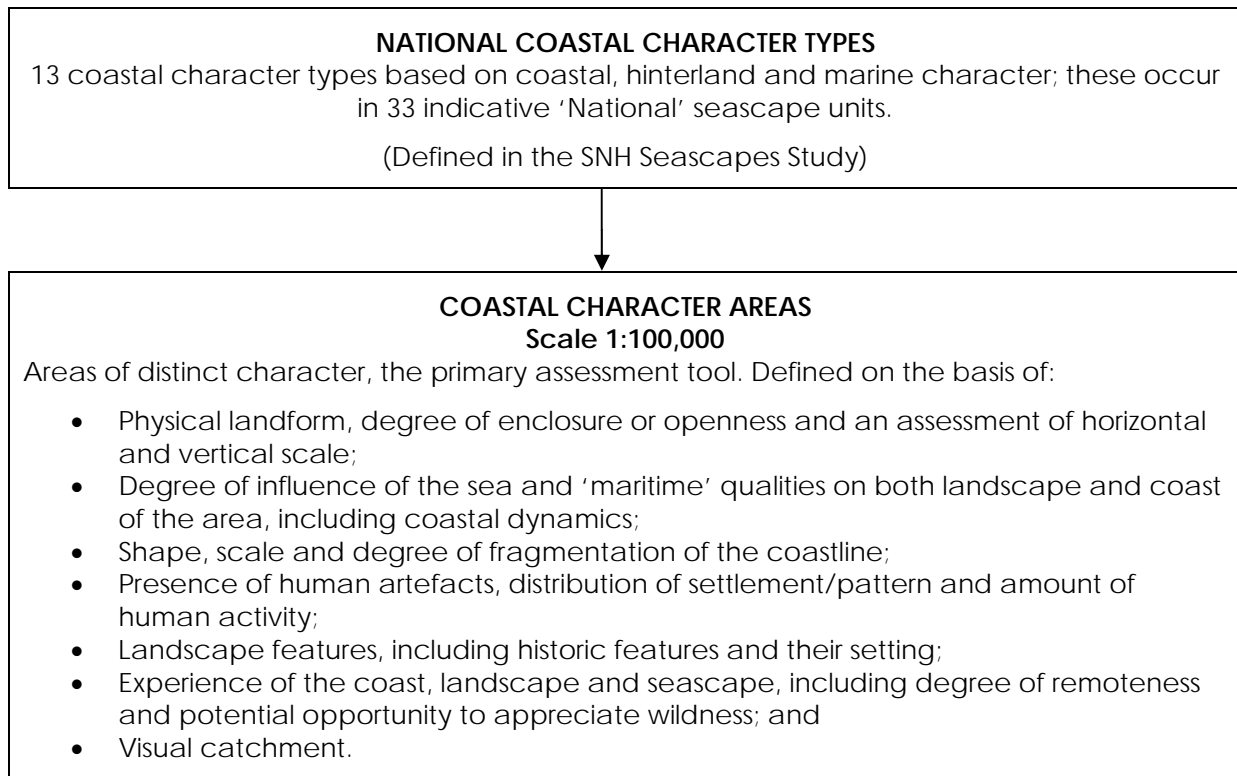 NATIONAL COASTAL CHARACTER TYPES
13 coastal character types based on coastal, hinterland and marine character; these occur
in 33 indicative ‘National’ seascape units.
(Defined in the SNH Seascapes Study)
COASTAL CHARACTER AREAS
Scale 1:100,000
Areas of distinct character, the primary assessment tool. Defined on the basis of:
• Physical landform, degree of enclosure or openness and an assessment of horizontal
and vertical scale;
• Degree of influence of the sea and ‘maritime’ qualities on both landscape and coast
of the area, including coastal dynamics;
• Shape, scale and degree of fragmentation of the coastline;
• Presence of human artefacts, distribution of settlement/pattern and amount of
human activity;
• Landscape features, including historic features and their setting;
• Experience of the coast, landscape and seascape, including degree of remoteness
and potential opportunity to appreciate wildness; and
• Visual catchment.